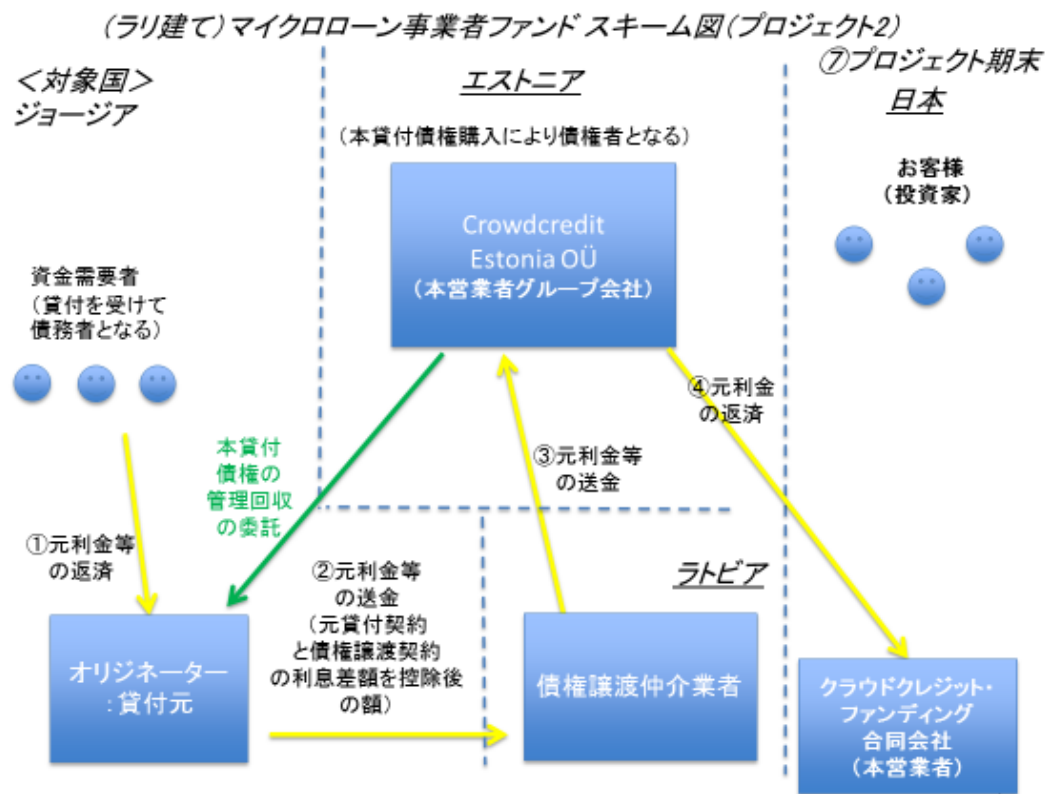 (ラリ建て)マイクロローン事業者ファンド スキーム図(プロジェクト2)
<対象国>
ジョージア
エストニア
⑦プロジェクト期末
日本
(本貸付債権購入により債権者となる)
お客様
(投資家)
Crowdcredit
Estonia OÜ
(本営業者グループ会社)
資金需要者
(貸付を受けて
債務者となる)
④元利金
の返済
本貸付
債権の
管理回収
の委託
③元利金等
の送金
①元利金等
の返済
②元利金等
の送金
(元貸付契約
と債権譲渡契約
の利息差額を控除後
の額)
ラトビア
オリジネーター
:貸付元
債権譲渡仲介業者
クラウドクレジット・
ファンディング
合同会社
(本営業者)